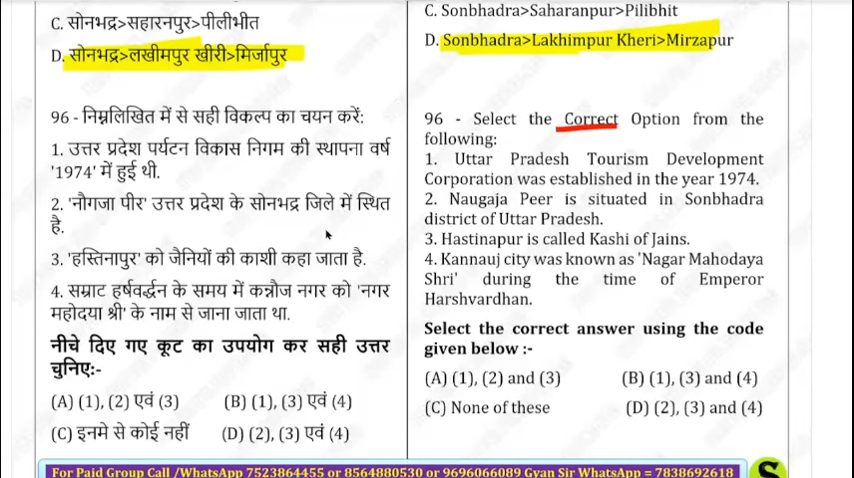 C. सोनभद्र>सहारनपुर>पीलीभीत
D. सोनभद्र>लखीमपुर खीरी>मिर्जापुर
96 - निम्नलिखित में से सही विकल्प का चयन करें:
1. उत्तर प्रदेश पर्यटन विकास निगम की स्थापना वर्ष
'1974' में हुई थी.
2. 'नौगजा पीर' उत्तर प्रदेश के सोनभद्र जिले में स्थित
है.
3. 'हस्तिनापुर' को जैनियों की काशी कहा जाता है.
4. सम्राट हर्षवर्द्धन के समय में कन्नौज नगर को 'नगर
महोदया श्री' के नाम से जाना जाता था.
नीचे दिए गए कूट का उपयोग कर सही उत्तर
चुनिए:-
(A) (1), (2) एवं (3) (B) (1), (3) एवं (4)
(C) इनमे से कोई नहीं (D) (2), (3) एवं (4)
C. Sonbhadra>Saharanpur>Pilibhit
D. Sonbhadra>Lakhimpur Kheri>Mirzapur
96 - Select the Correct Option from the
following:
1. Uttar Pradesh Tourism Development
Corporation was established in the year 1974.
2. Naugaja Peer is situated in Sonbhadra
district of Uttar Pradesh.
3. Hastinapur is called Kashi of Jains.
4. Kannauj city was known as 'Nagar Mahodaya
Shri' during the time of Emperor
Harshvardhan.
Select the correct answer using the code
given below :-
(A) (1), (2) and (3) (B) (1), (3) and (4)
(C) None of these (D) (2), (3) and (4)
For Paid Group Call /WhatsApp 7523864455 or 8564880530 or 9696066089 Gyan Sir WhatsApp = 7838692618